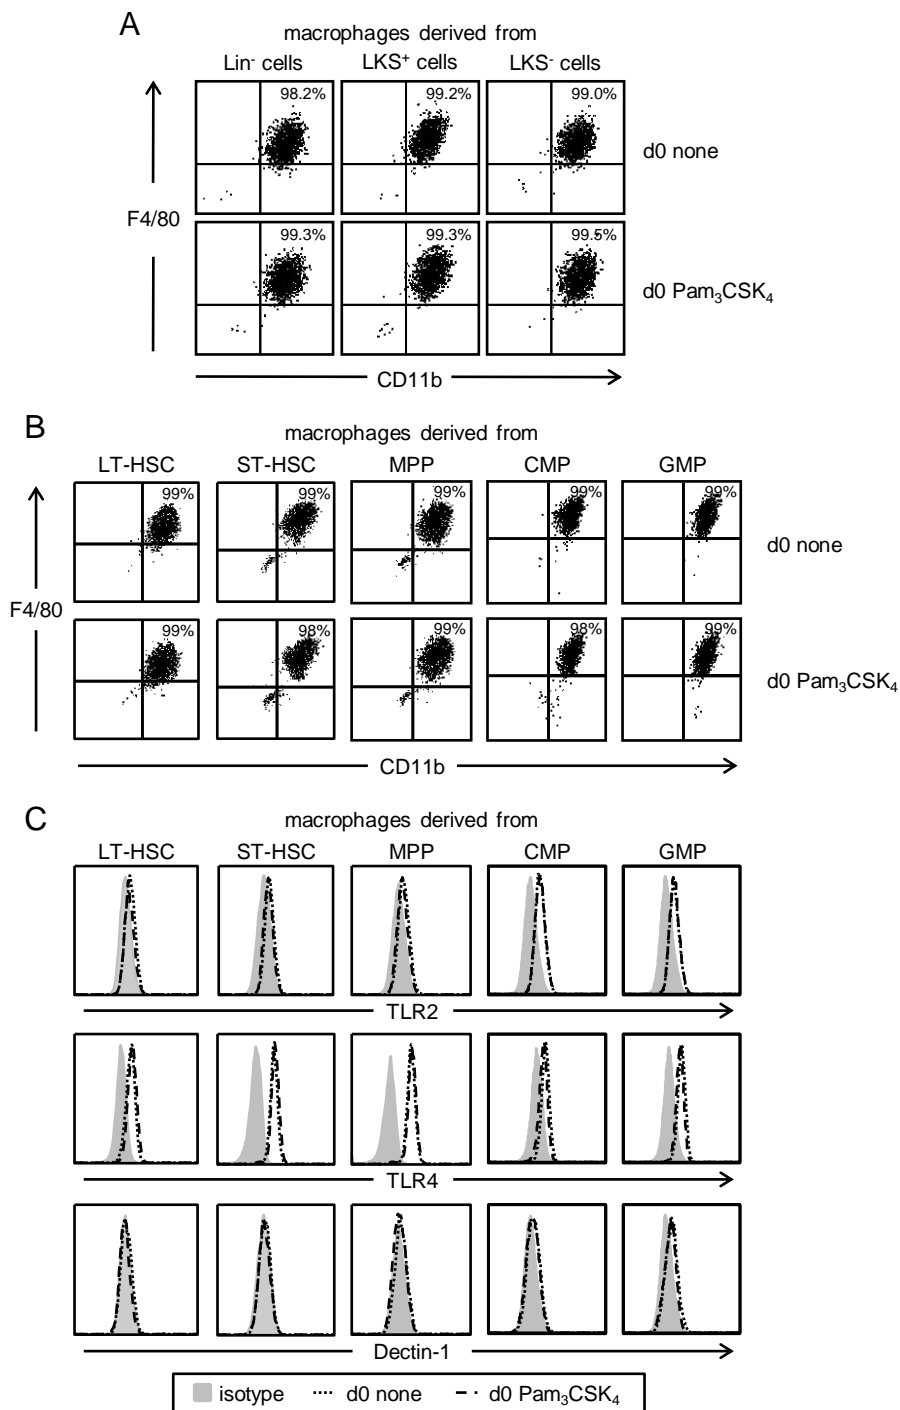 A
macrophages derived from
Lin⁻ cells LKS⁺ cells LKS⁻ cells
98.2% 99.2% 99.0%
d0 none
F4/80
99.3% 99.3% 99.5%
d0 Pam₃CSK₄
CD11b
B
macrophages derived from
LT-HSC ST-HSC MPP CMP GMP
99% 99% 99% 99% 99%
d0 none
F4/80
99% 98% 99% 98% 99%
d0 Pam₃CSK₄
CD11b
C
macrophages derived from
LT-HSC ST-HSC MPP CMP GMP
TLR2
TLR4
Dectin-1
isotype d0 none d0 Pam₃CSK₄